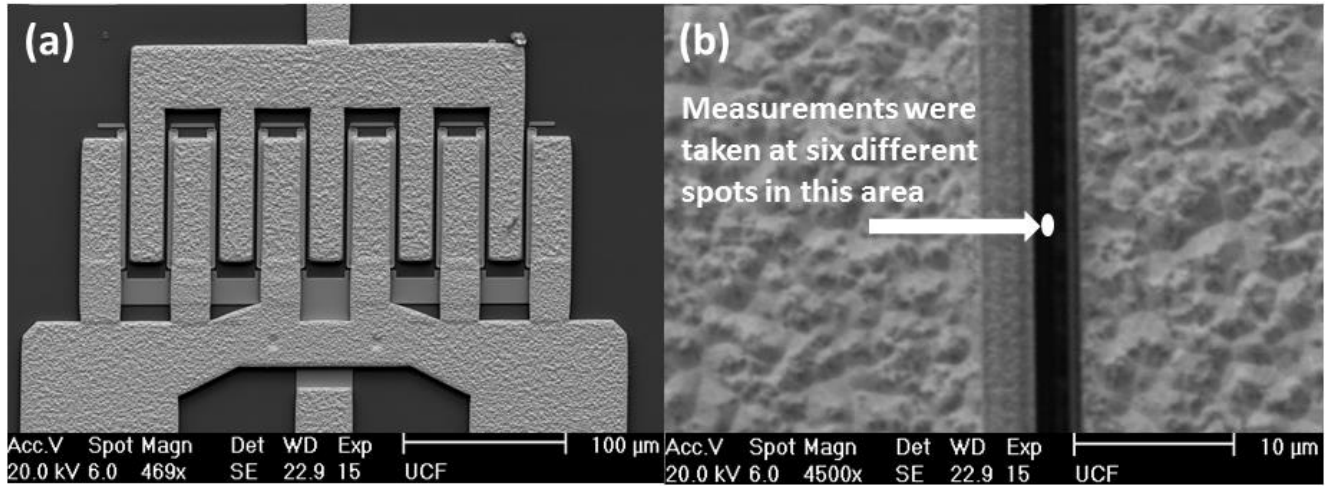 (a)
Acc.V Spot Magn Det WD Exp 100 μm
20.0 kV 6.0 469x SE 22.9 15 UCF
(b)
Measurements were
taken at six different
spots in this area
Acc.V Spot Magn Det WD Exp 10 μm
20.0 kV 6.0 4500x SE 22.9 15 UCF